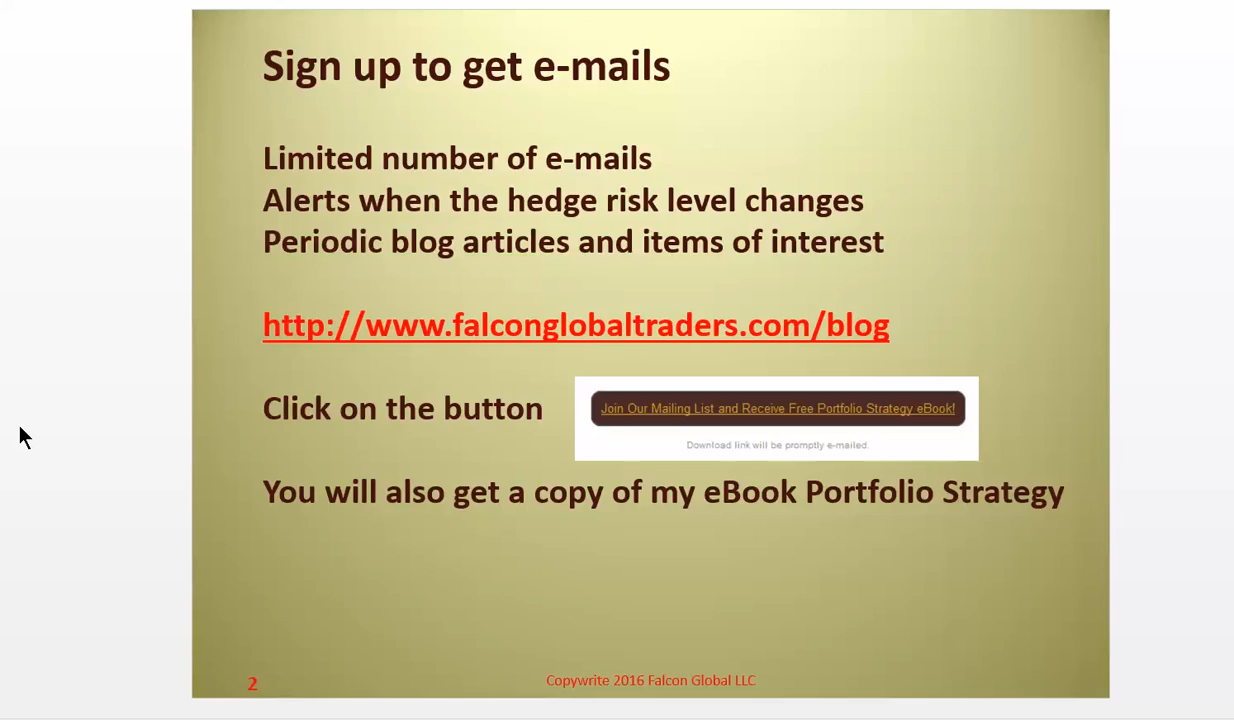 Sign up to get e-mails
Limited number of e-mails
Alerts when the hedge risk level changes
Periodic blog articles and items of interest
http://www.falconglobaltraders.com/blog
Click on the button
Join Our Mailing List and Receive Free Portfolio Strategy eBook!
Download link will be promptly e-mailed.
You will also get a copy of my eBook Portfolio Strategy
2
Copywrite 2016 Falcon Global LLC